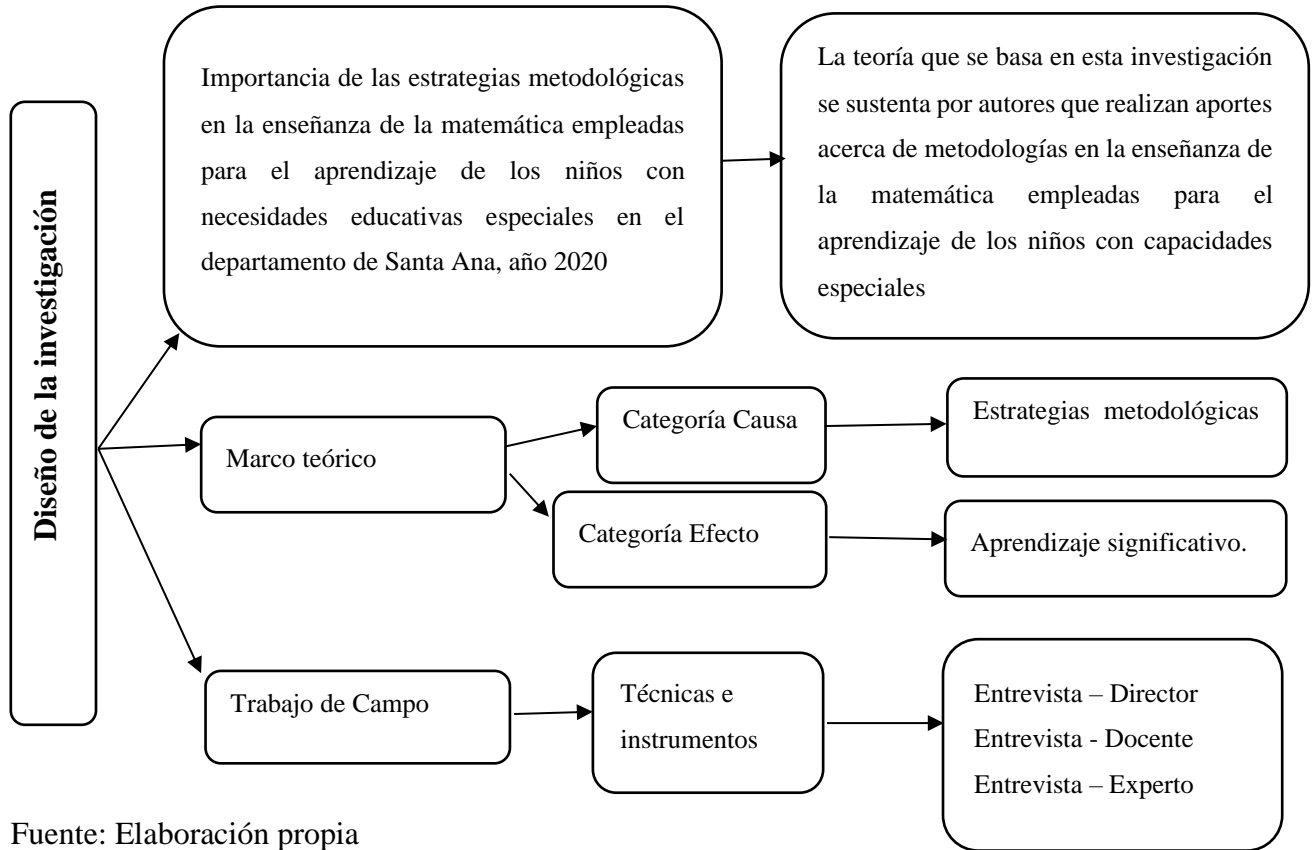 Diseño de la investigación
Importancia de las estrategias metodológicas
en la enseñanza de la matemática empleadas
para el aprendizaje de los niños con
necesidades educativas especiales en el
departamento de Santa Ana, año 2020
La teoría que se basa en esta investigación
se sustenta por autores que realizan aportes
acerca de metodologías en la enseñanza de
la matemática empleadas para el
aprendizaje de los niños con capacidades
especiales
Marco teórico
Categoría Causa
Estrategias metodológicas
Categoría Efecto
Aprendizaje significativo.
Trabajo de Campo
Técnicas e
instrumentos
Entrevista – Director
Entrevista - Docente
Entrevista – Experto
Fuente: Elaboración propia